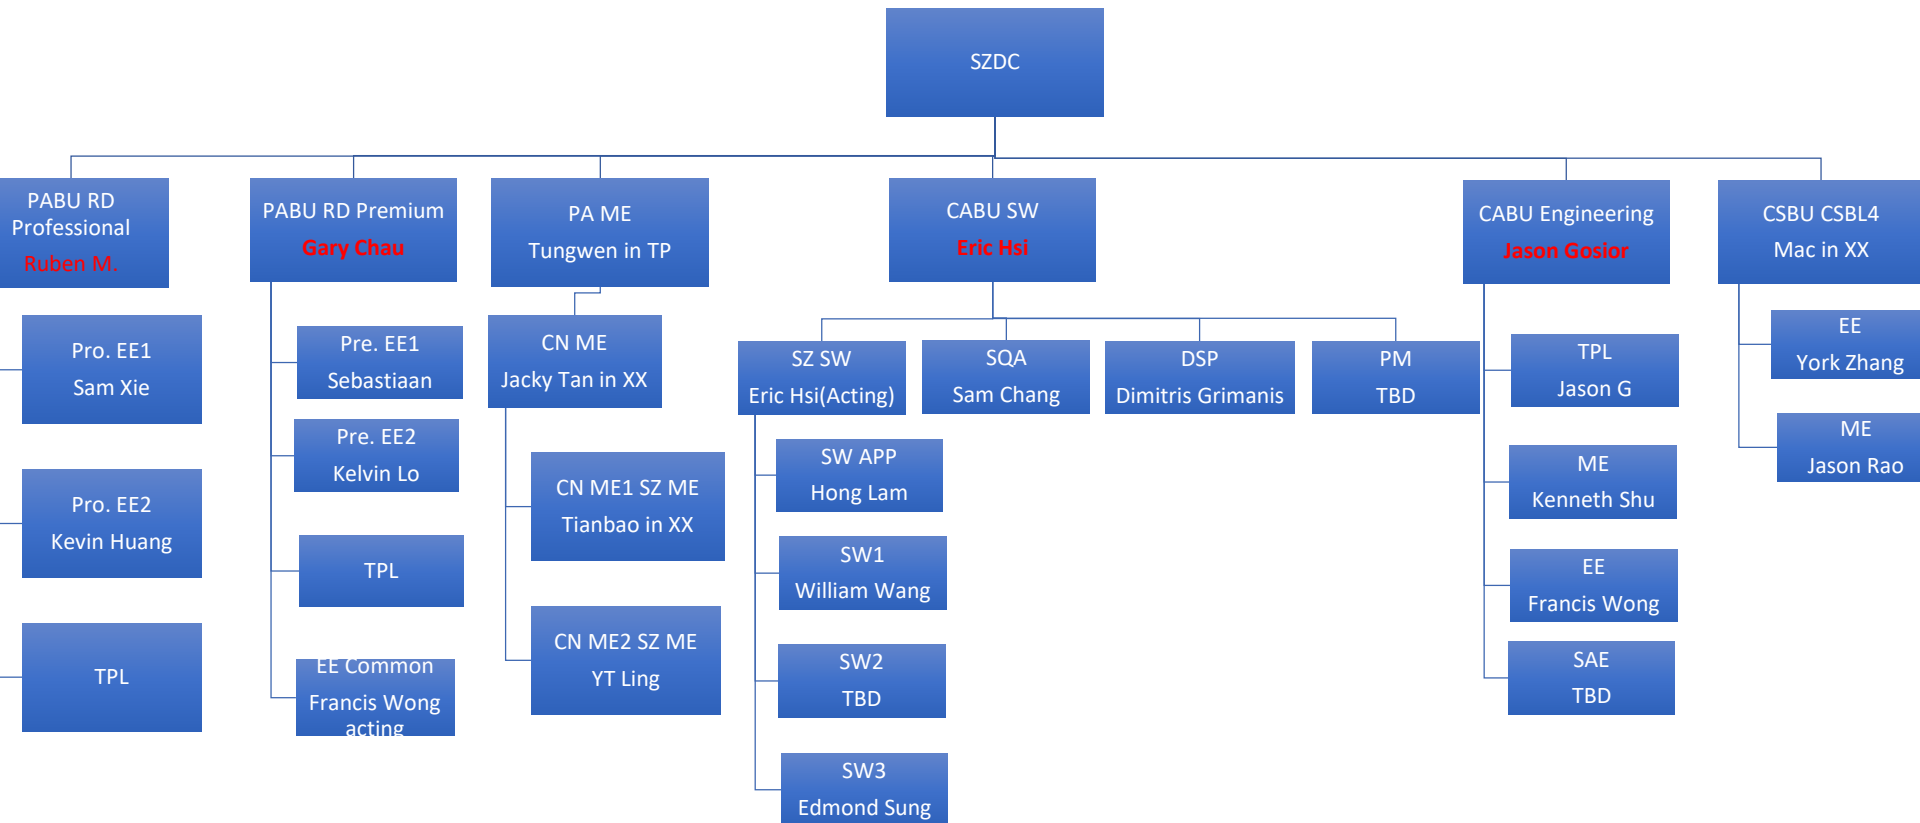 SZDC
PABU RD
Professional
Ruben M.
PABU RD Premium
Gary Chau
PA ME
Tungwen in TP
CABU SW
Eric Hsi
CABU Engineering
Jason Gosior
CSBU CSBL4
Mac in XX
Pro. EE1
Sam Xie
Pro. EE2
Kevin Huang
TPL
Pre. EE1
Sebastiaan
Pre. EE2
Kelvin Lo
TPL
EE Common
Francis Wong
acting
CN ME
Jacky Tan in XX
CN ME1 SZ ME
Tianbao in XX
CN ME2 SZ ME
YT Ling
SZ SW
Eric Hsi(Acting)
SW APP
Hong Lam
SW1
William Wang
SW2
TBD
SW3
Edmond Sung
SQA
Sam Chang
DSP
Dimitris Grimanis
PM
TBD
TPL
Jason G
ME
Kenneth Shu
EE
Francis Wong
SAE
TBD
EE
York Zhang
ME
Jason Rao